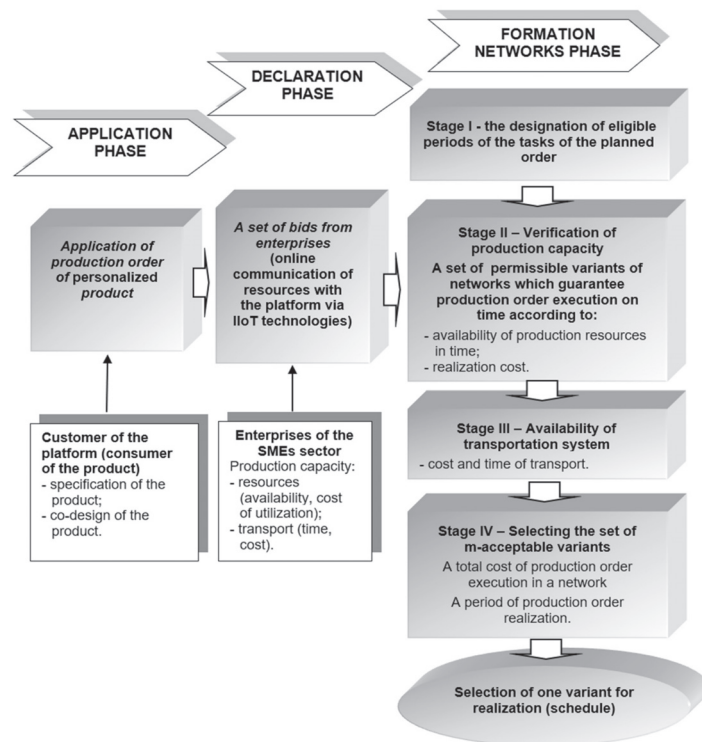 FORMATION
NETWORKS PHASE
DECLARATION
PHASE
APPLICATION
PHASE
Stage I - the designation of eligible
periods of the tasks of the planned
order
Application of
production order
of personalized
product
A set of bids from
enterprises
(online
communication of
resources with
the platform via
IIoT technologies)
Stage II – Verification of
production capacity
A set of permissible variants of
networks which guarantee
production order execution on
time according to:
- availability of production resources
in time;
- realization cost.
Customer of the
platform (consumer
of the product)
- specification of the
product;
- co-design of the
product.
Enterprises of the
SMEs sector
Production capacity:
- resources
(availability, cost
of utilization);
- transport (time,
cost).
Stage III – Availability of
transportation system
- cost and time of transport.
Stage IV – Selecting the set of
m-acceptable variants
A total cost of production order
execution in a network
A period of production order
realization.
Selection of one variant for
realization (schedule)